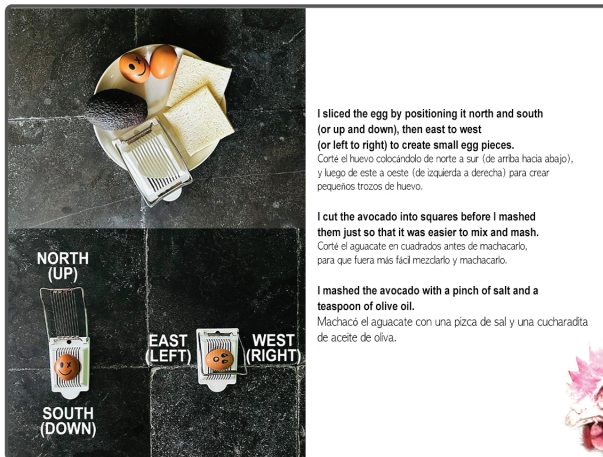 I sliced the egg by positioning it north and south
(or up and down), then east to west
(or left to right) to create small egg pieces.
Corté el huevo colocándolo de norte a sur (de arriba hacia abajo),
y luego de este a oeste (de izquierda a derecha) para crear
pequeños trozos de huevo.
I cut the avocado into squares before I mashed
them just so that it was easier to mix and mash.
Corté el aguacate en cuadrados antes de machacarlo,
para que fuera más fácil mezclarlo y machacarlo.
I mashed the avocado with a pinch of salt and a
teaspoon of olive oil.
Machacó el aguacate con una pizca de sal y una cucharadita
de aceite de oliva.
NORTH
(UP)
EAST
(LEFT)
WEST
(RIGHT)
SOUTH
(DOWN)